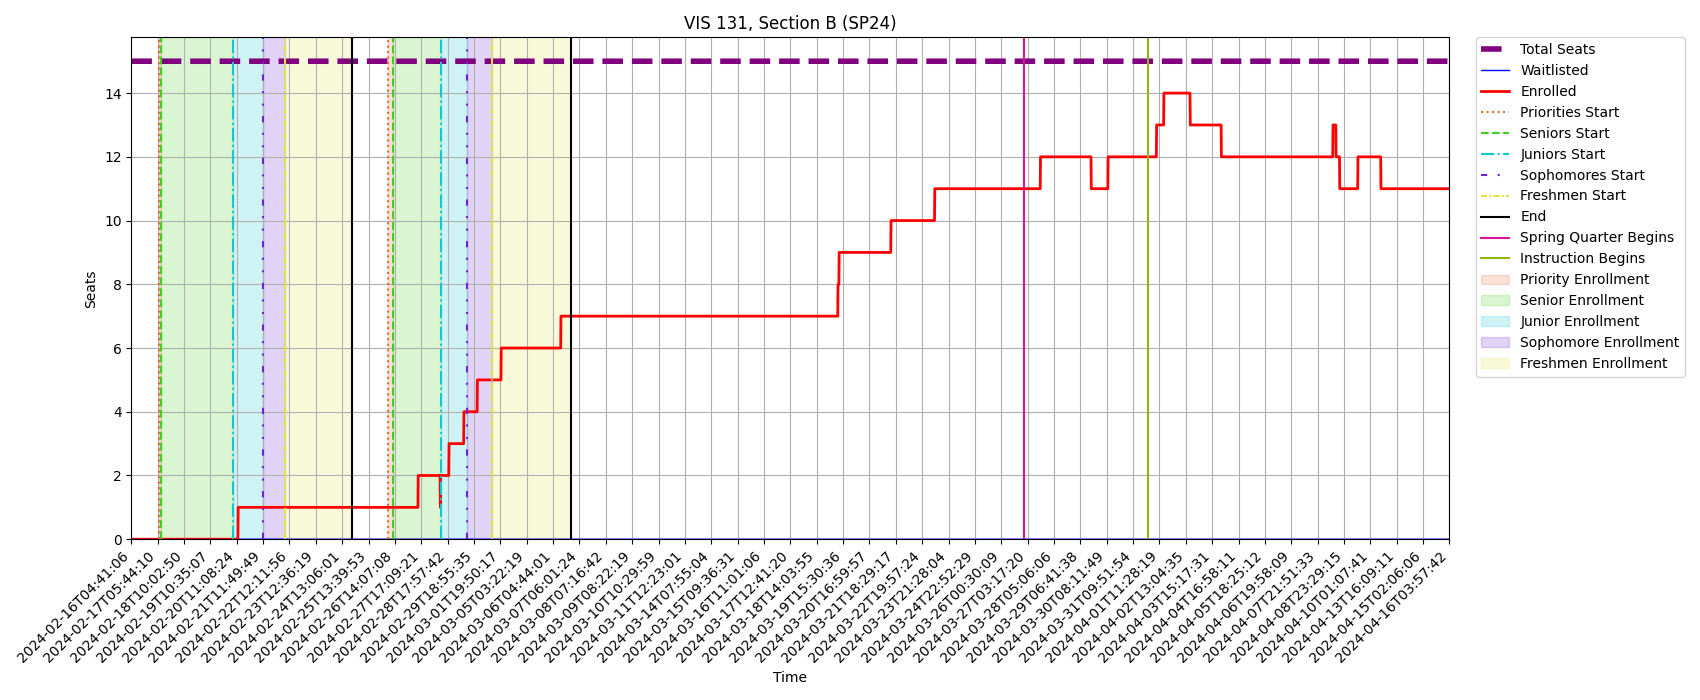 VIS 131, Section B (SP24)
Seats
14
12
10
8
6
4
2
0
2024-02-16T04:41:06
2024-02-17T05:44:10
2024-02-18T10:02:50
2024-02-19T10:35:07
2024-02-20T11:08:24
2024-02-21T11:49:49
2024-02-22T12:11:56
2024-02-23T12:36:19
2024-02-24T13:06:01
2024-02-25T13:39:53
2024-02-26T14:07:08
2024-02-27T17:09:21
2024-02-28T17:57:42
2024-02-29T18:55:35
2024-03-01T19:50:17
2024-03-05T03:22:19
2024-03-06T04:44:01
2024-03-07T06:01:24
2024-03-08T07:16:42
2024-03-09T08:22:19
2024-03-10T10:29:59
2024-03-11T12:23:01
2024-03-14T07:55:04
2024-03-15T09:36:31
2024-03-16T11:01:06
2024-03-17T12:41:20
2024-03-18T14:03:55
2024-03-19T15:30:36
2024-03-20T16:59:57
2024-03-21T18:29:17
2024-03-22T19:57:24
2024-03-23T21:28:04
2024-03-24T22:52:29
2024-03-26T00:30:09
2024-03-27T03:17:20
2024-03-28T05:06:06
2024-03-29T06:41:38
2024-03-30T08:11:49
2024-03-31T09:51:54
2024-04-01T11:28:19
2024-04-02T13:04:35
2024-04-03T15:17:31
2024-04-04T16:58:11
2024-04-05T18:25:12
2024-04-06T19:58:09
2024-04-07T21:51:33
2024-04-08T23:29:15
2024-04-10T01:07:41
2024-04-13T16:09:11
2024-04-15T02:06:06
2024-04-16T03:57:42
Time
Total Seats
Waitlisted
Enrolled
Priorities Start
Seniors Start
Juniors Start
Sophomores Start
Freshmen Start
End
Spring Quarter Begins
Instruction Begins
Priority Enrollment
Senior Enrollment
Junior Enrollment
Sophomore Enrollment
Freshmen Enrollment